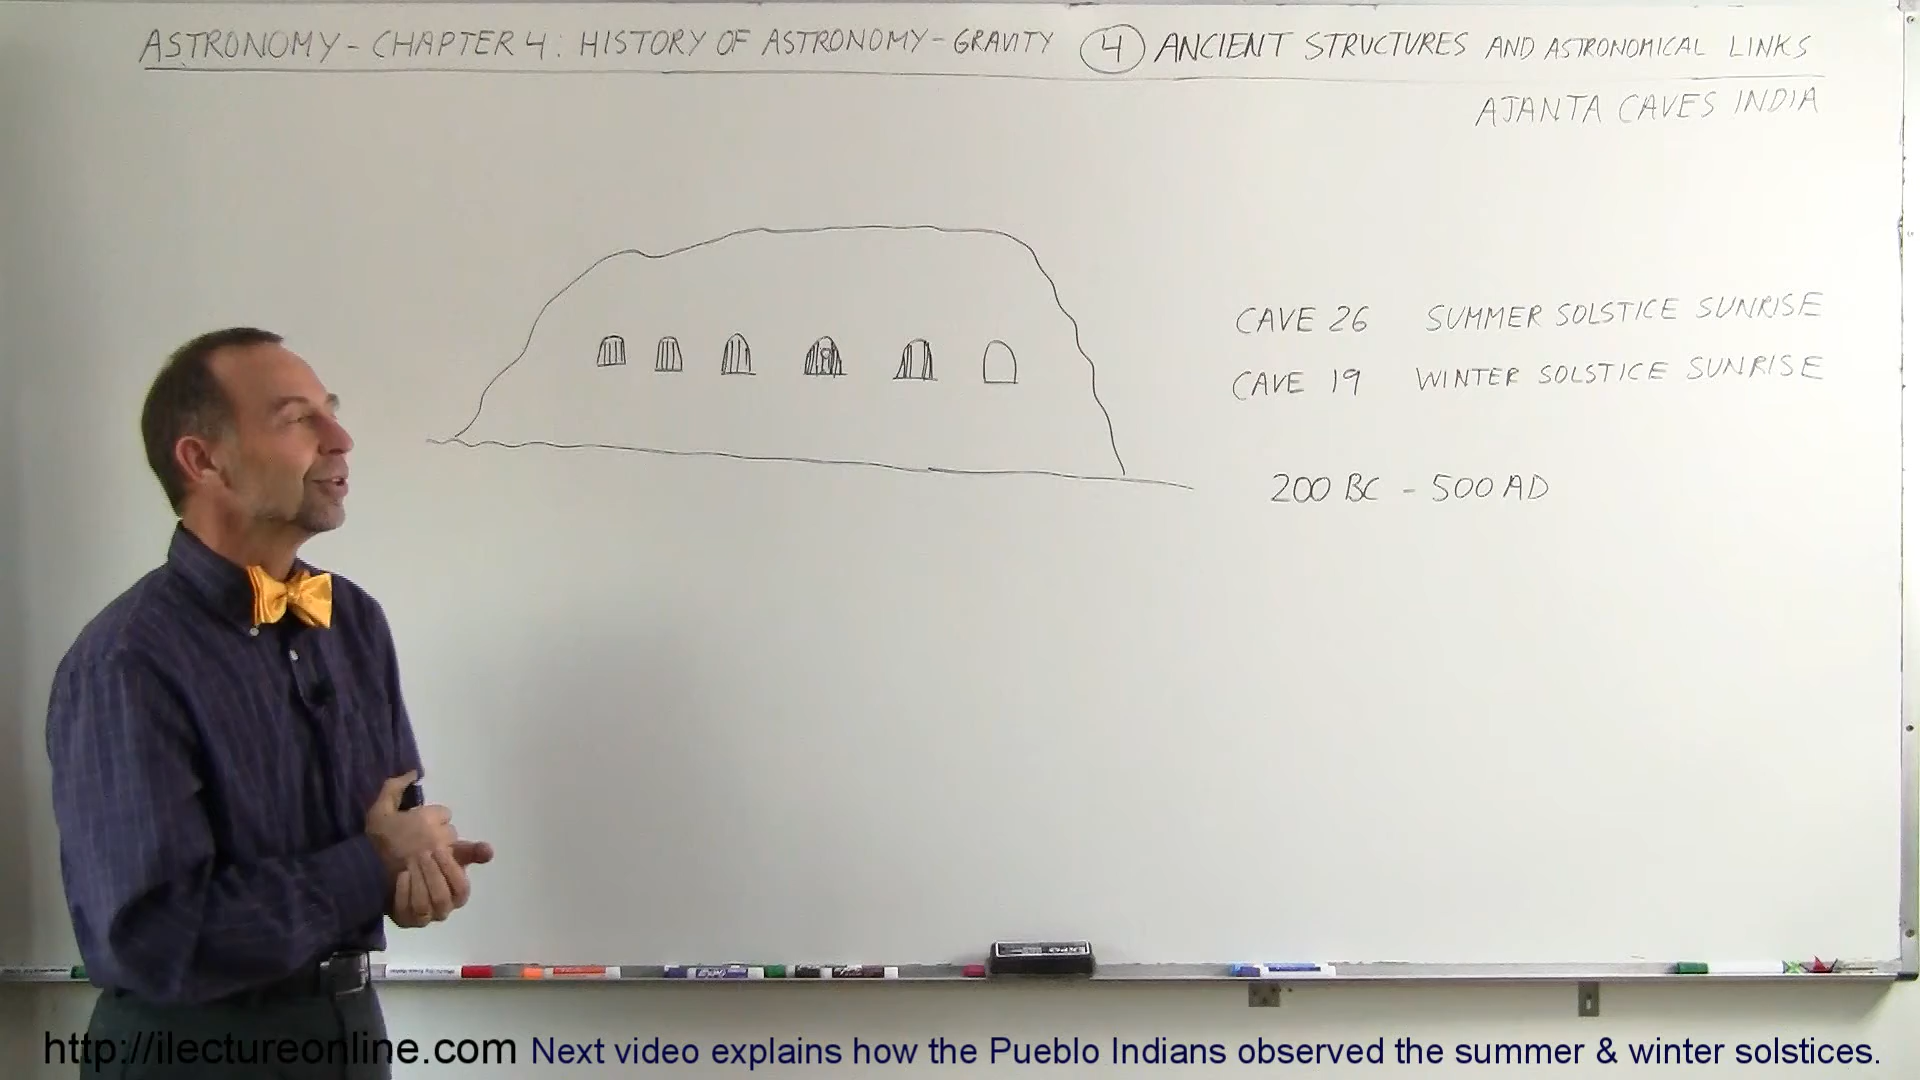 ASTRONOMY - CHAPTER 4: HISTORY OF ASTRONOMY - GRAVITY 4 ANCIENT STRUCTURES AND ASTRONOMICAL LINKS
AJANTA CAVES INDIA
CAVE 26 SUMMER SOLSTICE SUNRISE
CAVE 19 WINTER SOLSTICE SUNRISE
200 BC - 500 AD
http://ilectureonline.com Next video explains how the Pueblo Indians observed the summer & winter solstices.